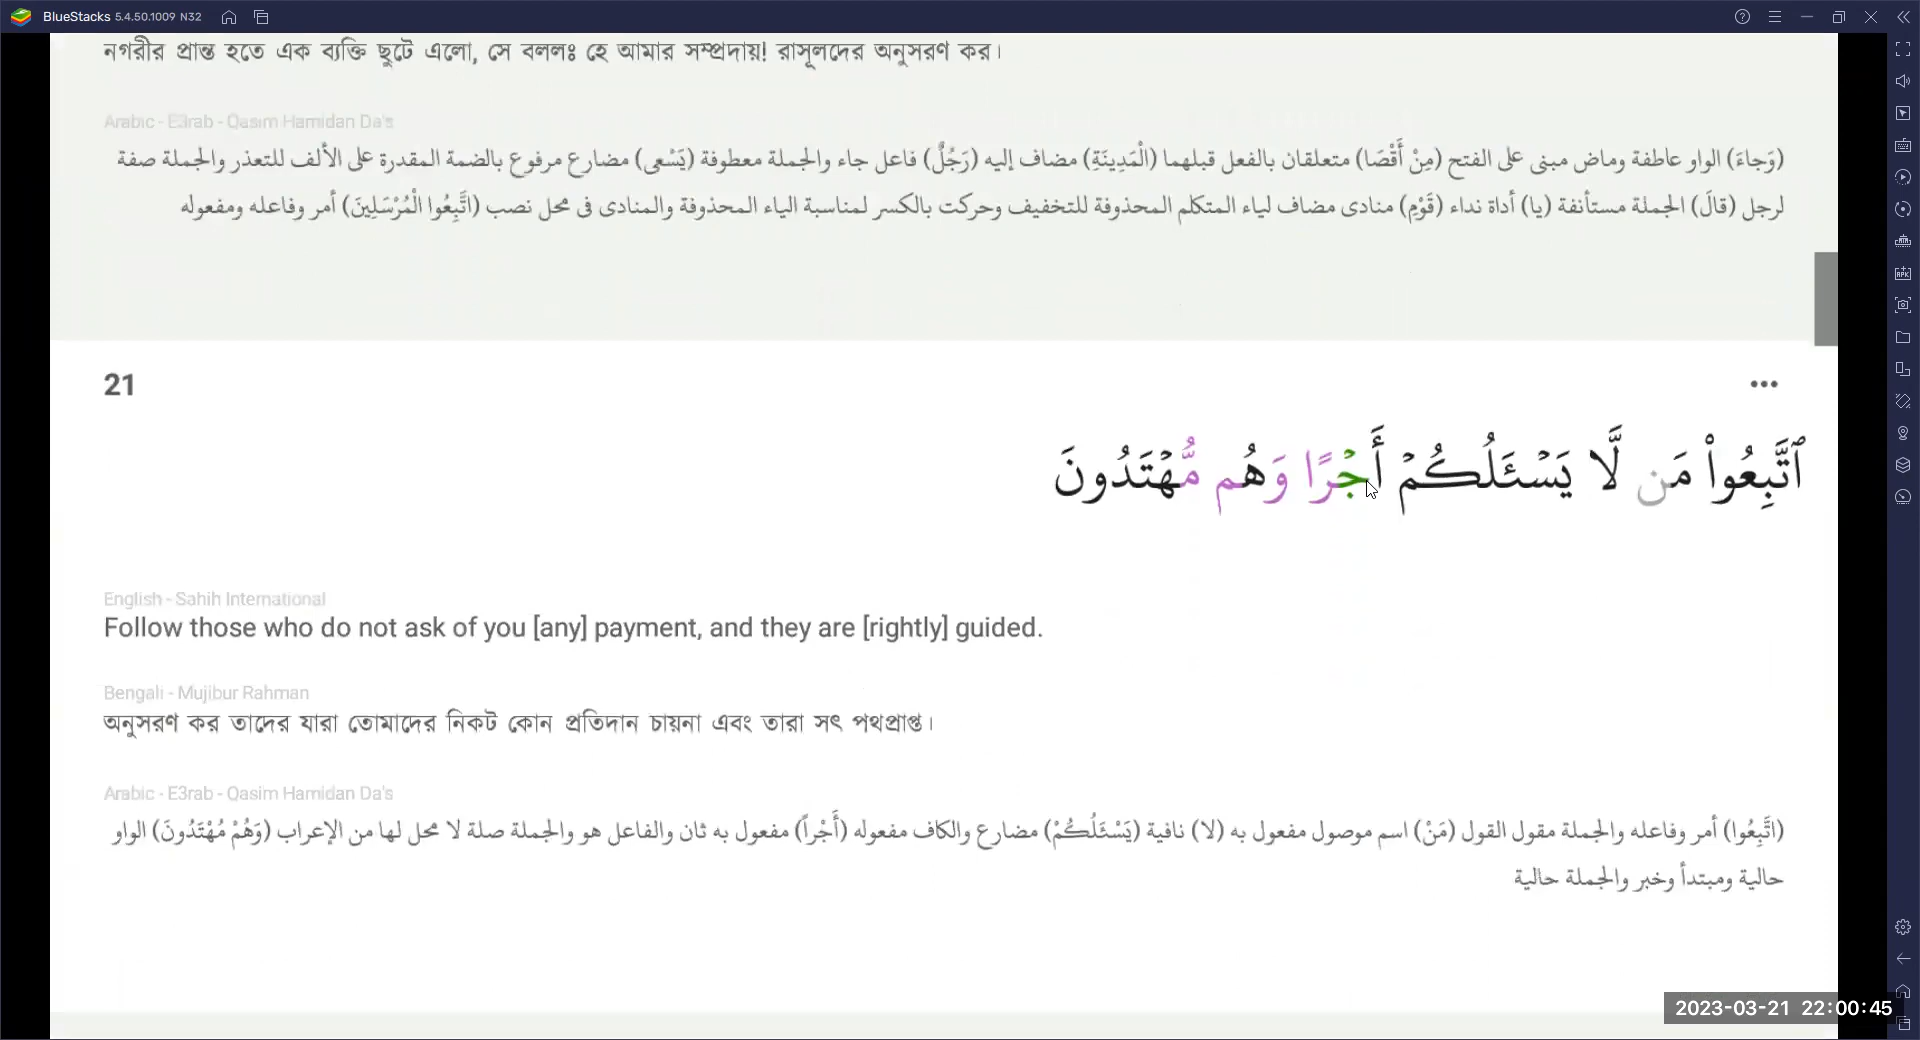 BlueStacks 5.4.50.1009 N32
নগরীর প্রান্ত হতে এক ব্যক্তি ছুটে এলো, সে বললঃ হে আমার সম্প্রদায়! রাসূলদের অনুসরণ কর।
Arabic - E3rab - Qasim Hamidan Da's
(وَجاءَ) الواو عاطفة وماض مبنى على الفتح (مِنْ أَقْصَا) متعلقان بالفعل قبلهما (الْمَدِينَةِ) مضاف إليه (رَجُلٌ) فاعل جاء والجملة معطوفة (يَسْعى) مضارع مرفوع بالضمة المقدرة على الألف للتعذر والجملة صفة
لرجل (قالَ) الجملة مستأنفة (يا) أداة نداء (قَوْمِ) منادى مضاف لياء المتكلم المحذوفة للتخفيف وحركت بالكسر لمناسبة الياء المحذوفة والمنادى فى محل نصب (اتَّبِعُوا الْمُرْسَلِينَ) أمر وفاعله ومفعوله
21
ٱتَّبِعُوا۟ مَن لَّا يَسْـَٔلُكُمْ أَجْرًا وَهُم مُّهْتَدُونَ
English - Sahih International
Follow those who do not ask of you [any] payment, and they are [rightly] guided.
Bengali - Mujibur Rahman
অনুসরণ কর তাদের যারা তোমাদের নিকট কোন প্রতিদান চায়না এবং তারা সৎ পথপ্রাপ্ত।
Arabic - E3rab - Qasim Hamidan Da's
(اتَّبِعُوا) أمر وفاعله والجملة مقول القول (مَنْ) اسم موصول مفعول به (لا) نافية (يَسْئَلُكُمْ) مضارع والكاف مفعوله (أَجْراً) مفعول به ثان والفاعل هو والجملة صلة لا محل لها من الإعراب (وَهُمْ مُهْتَدُونَ) الواو
حالية ومبتدأ وخبر والجملة حالية
2023-03-21 22:00:45